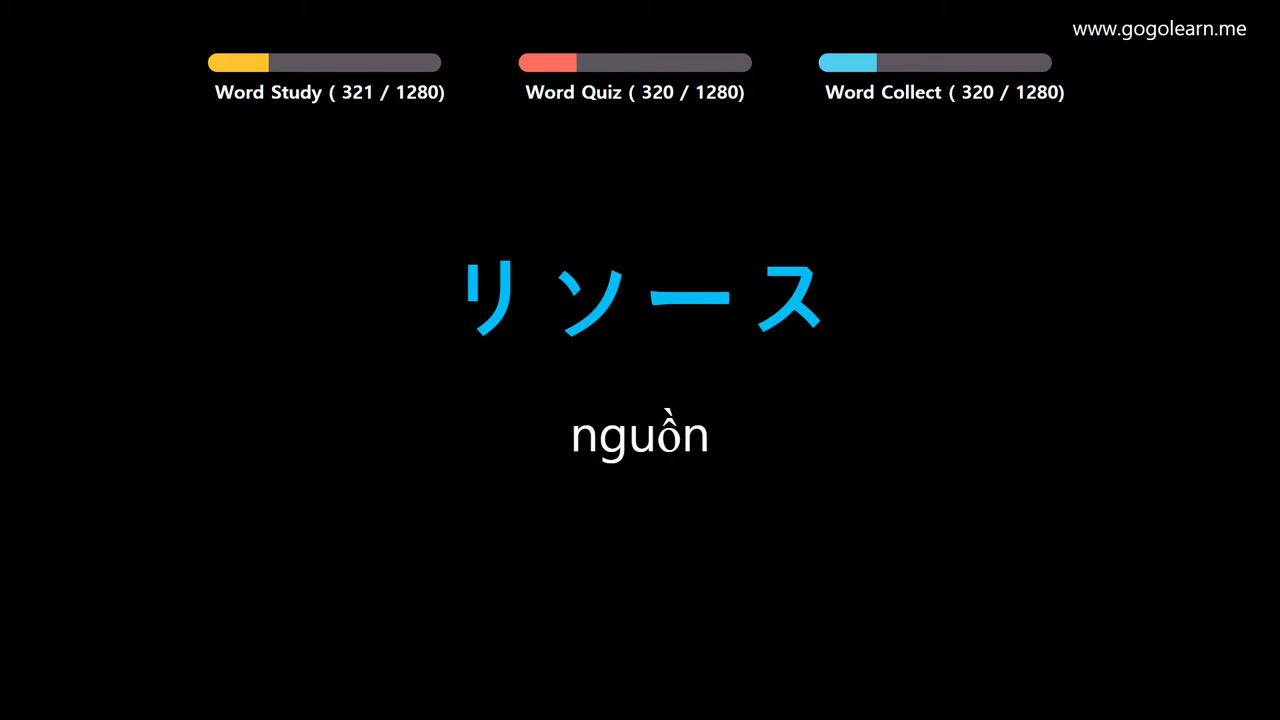 www.gogolearn.me
Word Study ( 321 / 1280)
Word Quiz ( 320 / 1280)
Word Collect ( 320 / 1280)
リソース
nguồn